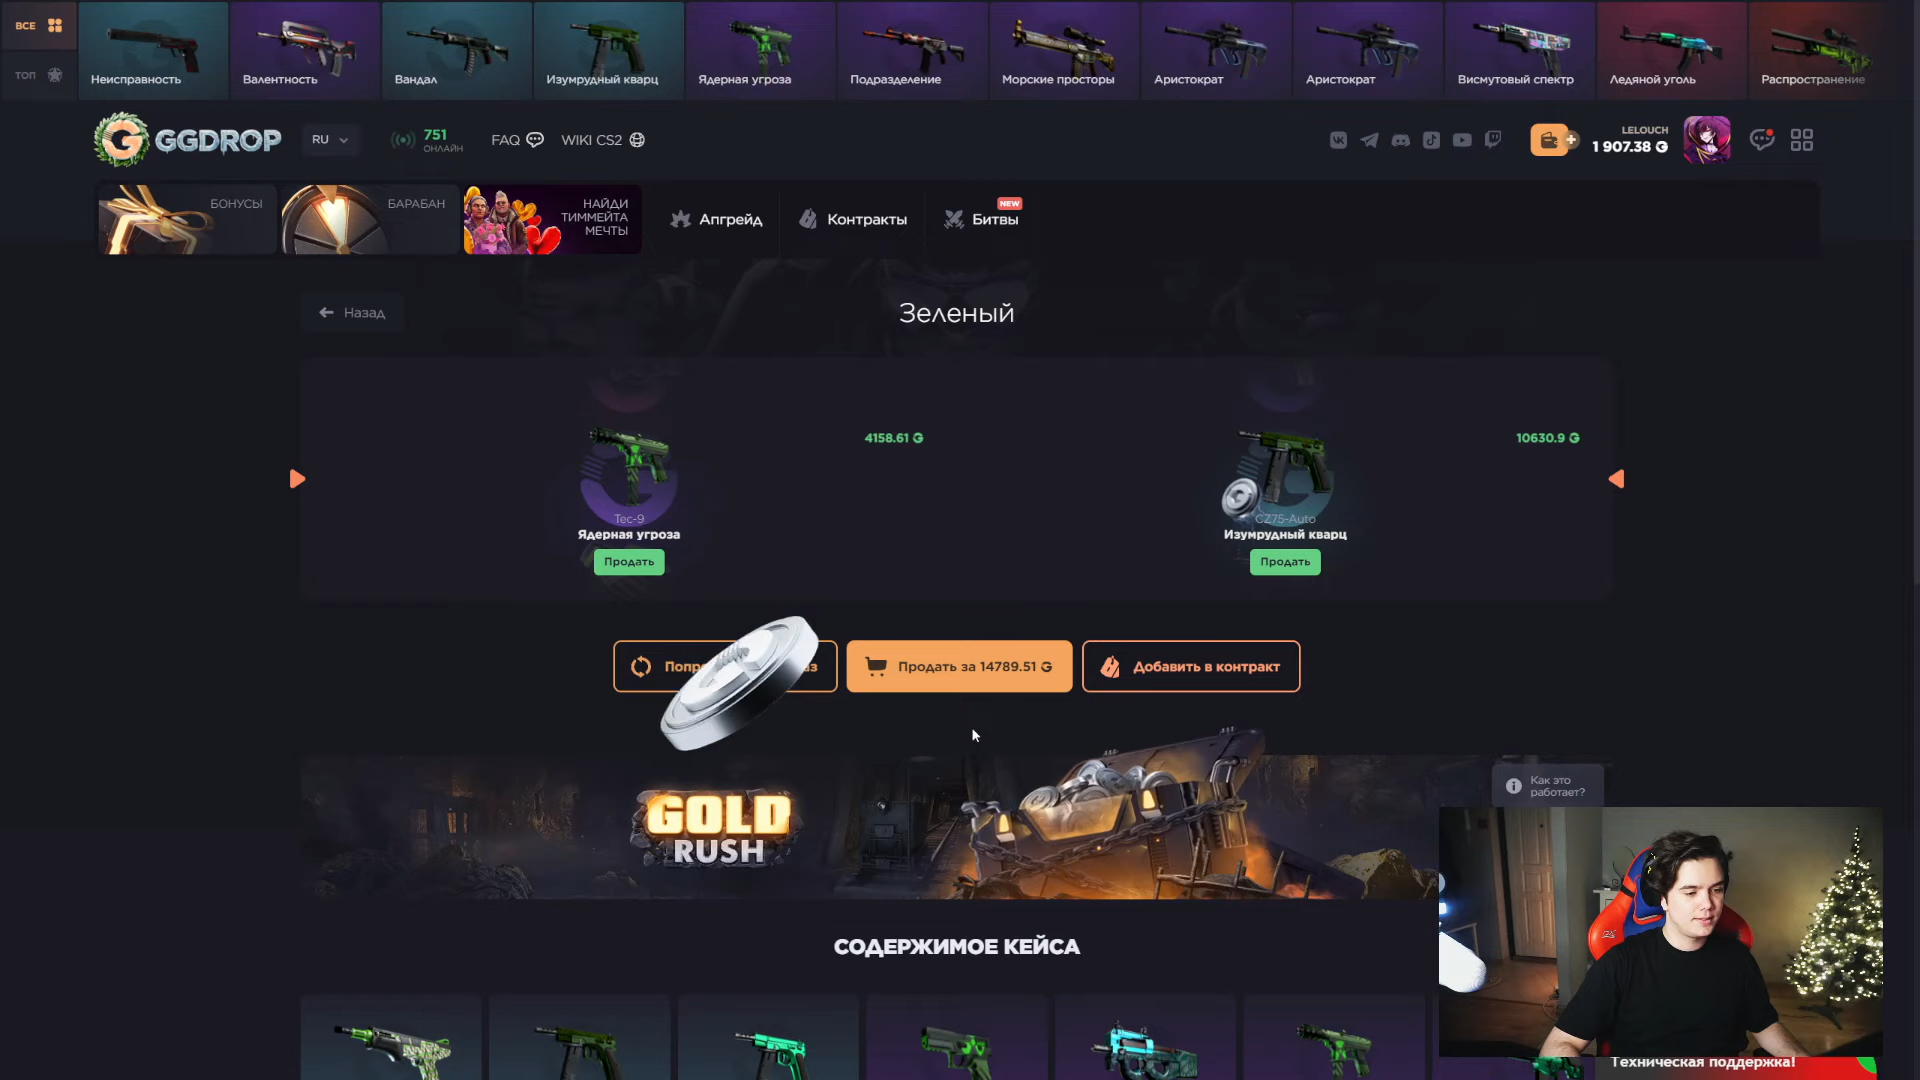 ВСЕ
ТОП
Неисправность
Валентность
Вандал
Изумрудный кварц
Ядерная угроза
Подразделение
Морские просторы
Аристократ
Аристократ
Висмутовый спектр
Ледяной уголь
Распространение
GGDROP
RU
751
ОНЛАЙН
FAQ
WIKI CS2
LELOUCH
1 907.38 G
БОНУСЫ
БАРАБАН
НАЙДИ
ТИММЕЙТА
МЕЧТЫ
Апгрейд
Контракты
NEW
Битвы
Назад
Зеленый
4158.61 G
10630.9 G
Tec-9
Ядерная угроза
Продать
CZ75-Auto
Изумрудный кварц
Продать
Продать за 14789.51 G
Добавить в контракт
GOLD
RUSH
Как это
работает?
СОДЕРЖИМОЕ КЕЙСА
Техническая поддержка!